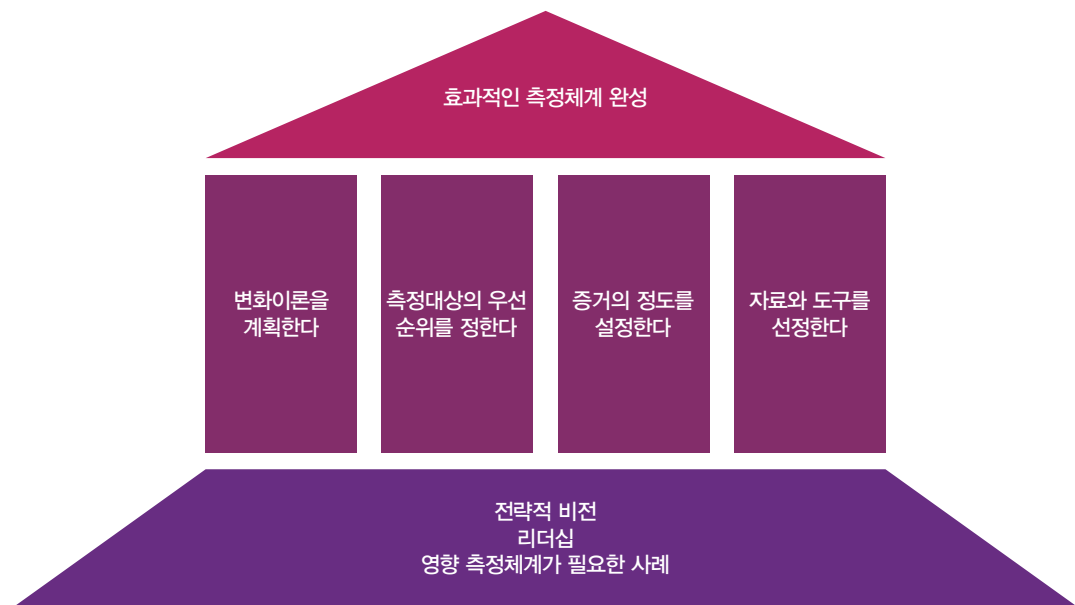 효과적인 측정체계 완성
변화이론을
계획한다
측정대상의 우선
순위를 정한다
증거의 정도를
설정한다
자료와 도구를
선정한다
전략적 비전
리더십
영향 측정체계가 필요한 사례